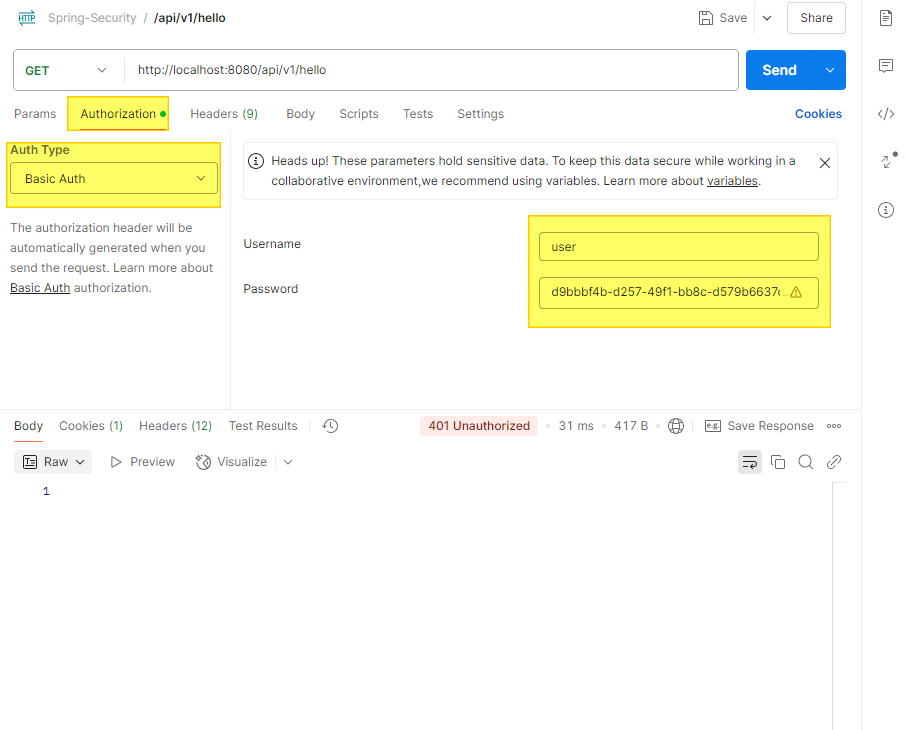 HTTP Spring-Security / /api/v1/hello Save Share
GET http://localhost:8080/api/v1/hello Send
Params Authorization Headers (9) Body Scripts Tests Settings Cookies
Auth Type
Basic Auth
The authorization header will be
automatically generated when you
send the request. Learn more about
Basic Auth authorization.
Heads up! These parameters hold sensitive data. To keep this data secure while working in a
collaborative environment,we recommend using variables. Learn more about variables.
Username user
Password d9bbbf4b-d257-49f1-bb8c-d579b6637c...
Body Cookies (1) Headers (12) Test Results 401 Unauthorized 31 ms 417 B e.g. Save Response
Raw Preview Visualize
1